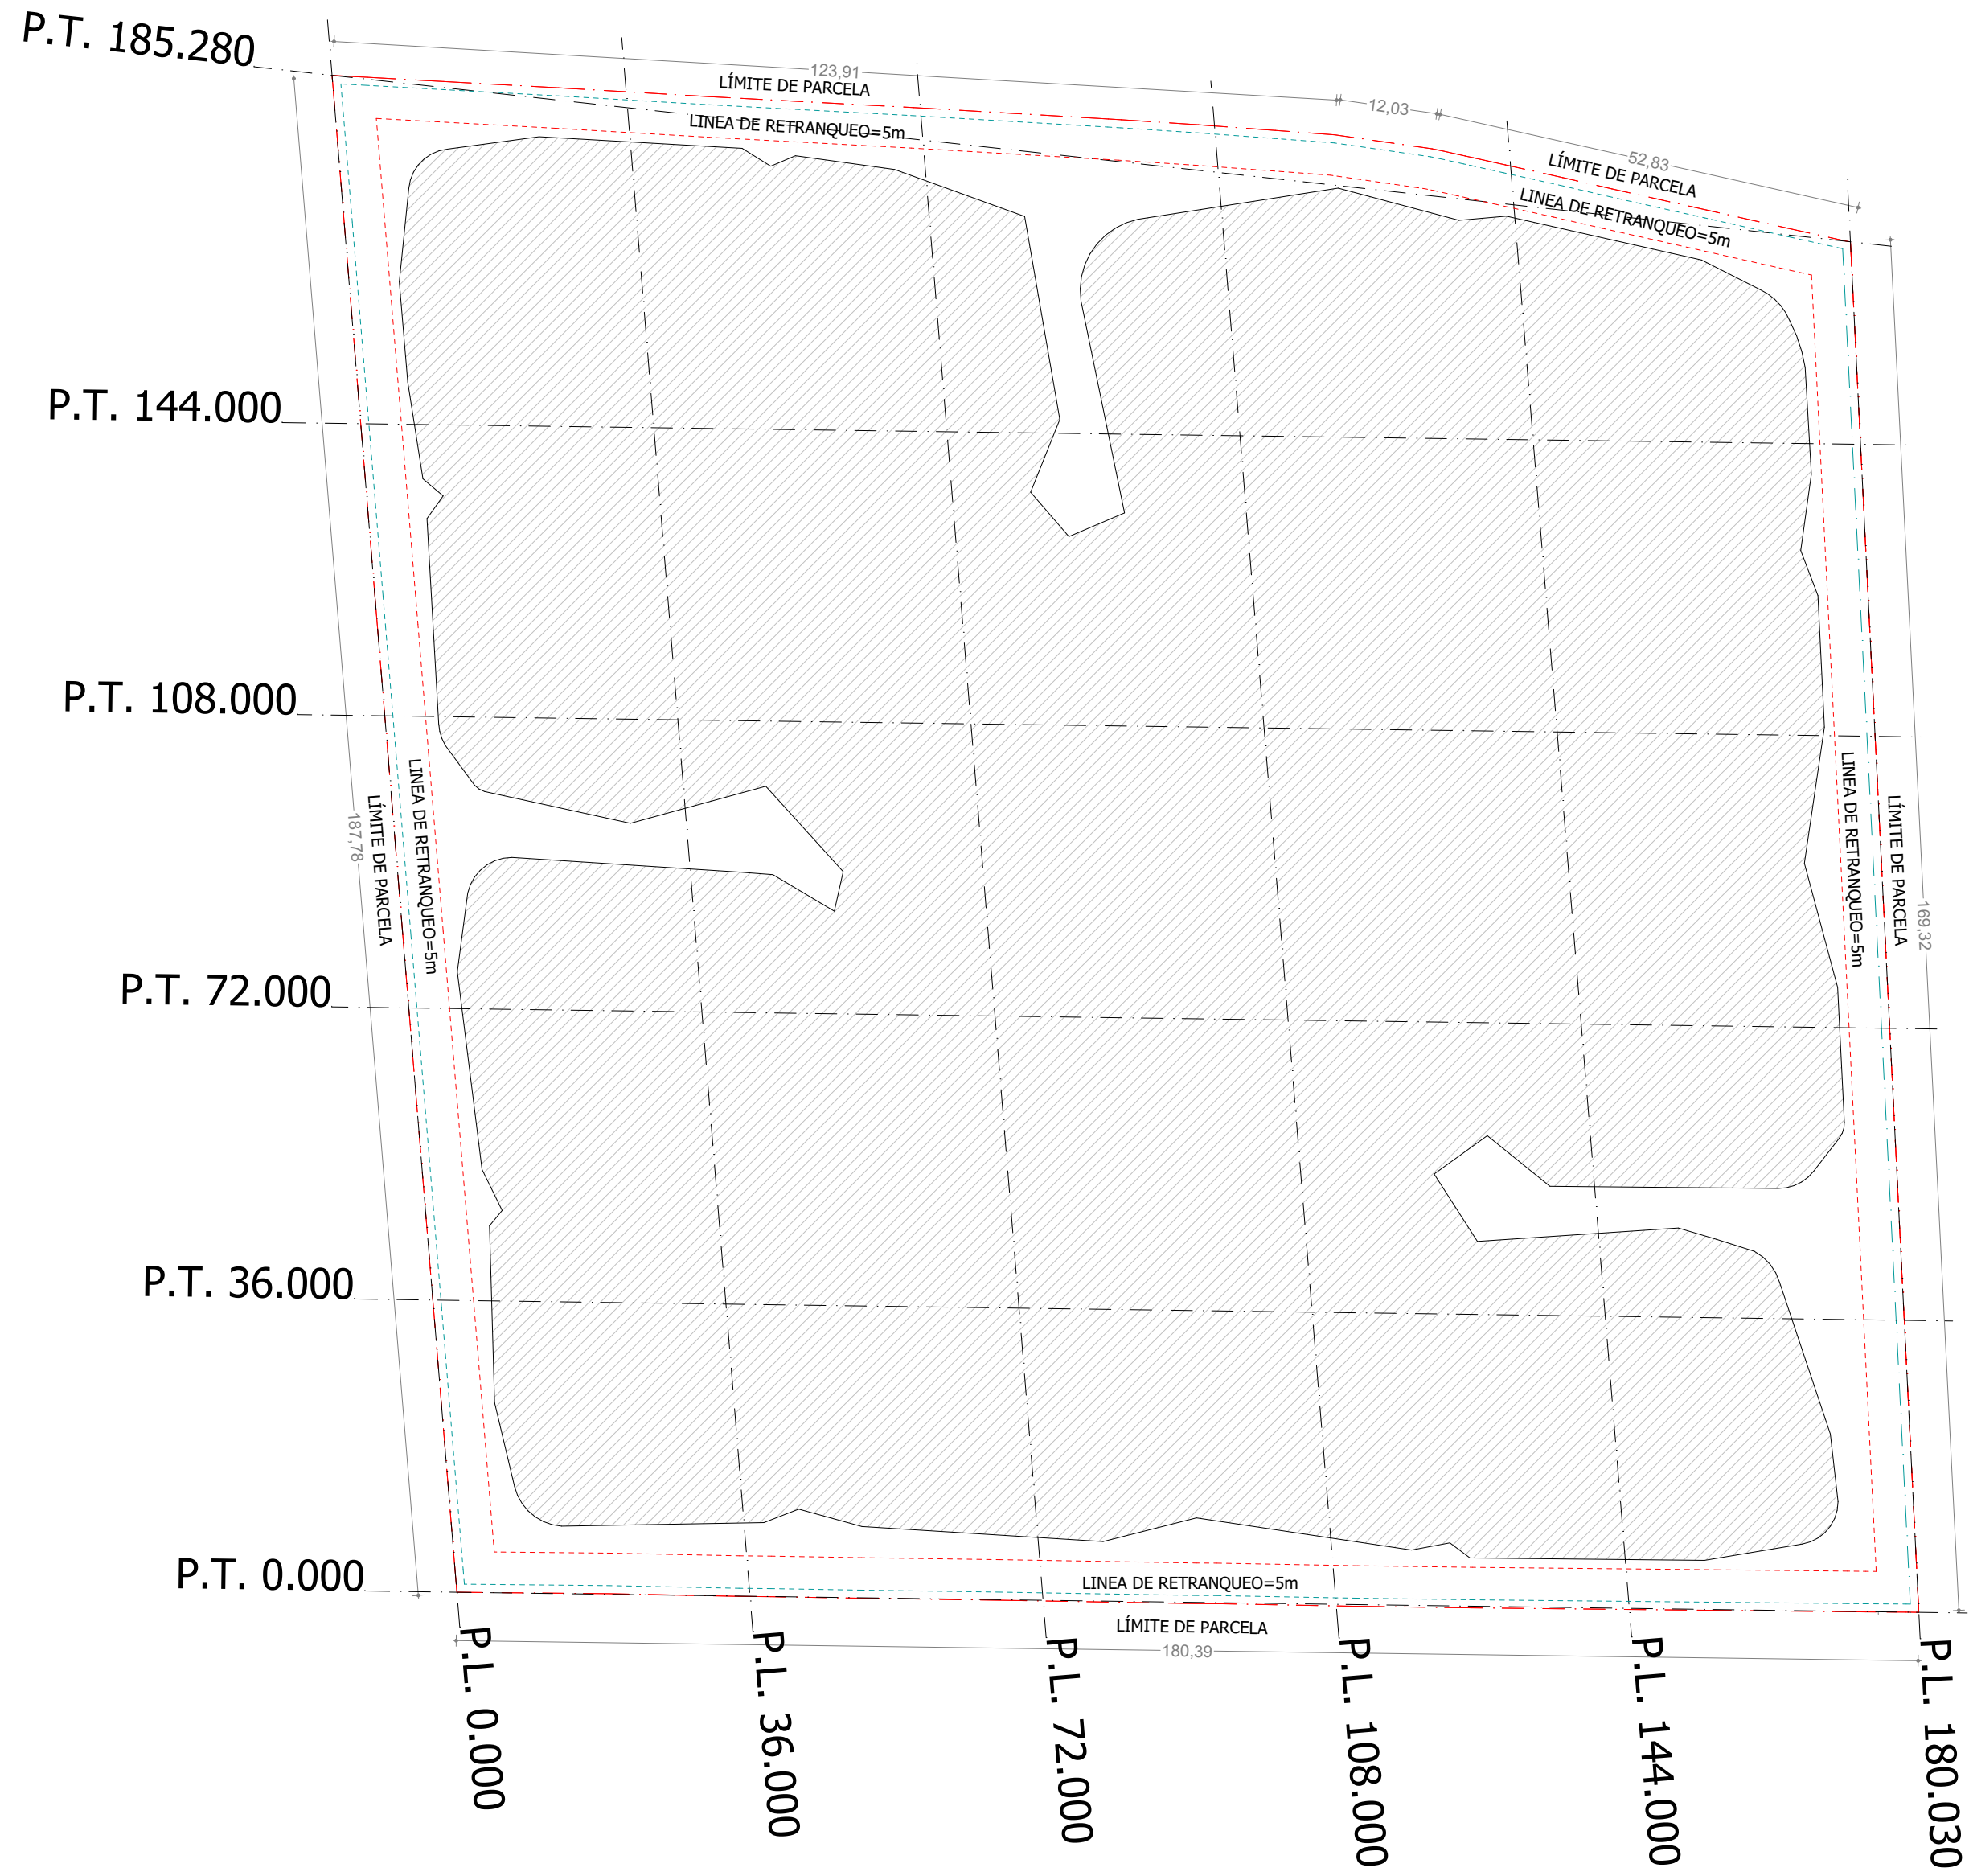 P.T. 185.280
123,91
LÍMITE DE PARCELA
12,03
LINEA DE RETRANQUEO=5m
52,83
LÍMITE DE PARCELA
LINEA DE RETRANQUEO=5m
P.T. 144.000
P.T. 108.000
LINEA DE RETRANQUEO=5m
LÍMITE DE PARCELA
187,78
LINEA DE RETRANQUEO=5m
LÍMITE DE PARCELA
169,32
P.T. 72.000
P.T. 36.000
P.T. 0.000
LINEA DE RETRANQUEO=5m
LÍMITE DE PARCELA
180,39
P.L. 0.000
P.L. 36.000
P.L. 72.000
P.L. 108.000
P.L. 144.000
P.L. 180.030